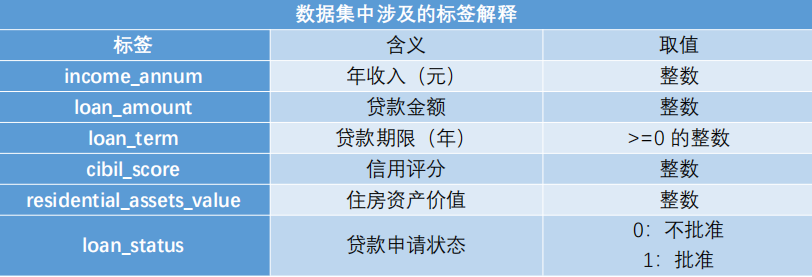 数据集中涉及的标签解释
标签 含义 取值
income_annum 年收入（元） 整数
loan_amount 贷款金额 整数
loan_term 贷款期限（年） >=0 的整数
cibil_score 信用评分 整数
residential_assets_value 住房资产价值 整数
loan_status 贷款申请状态 0：不批准
1：批准